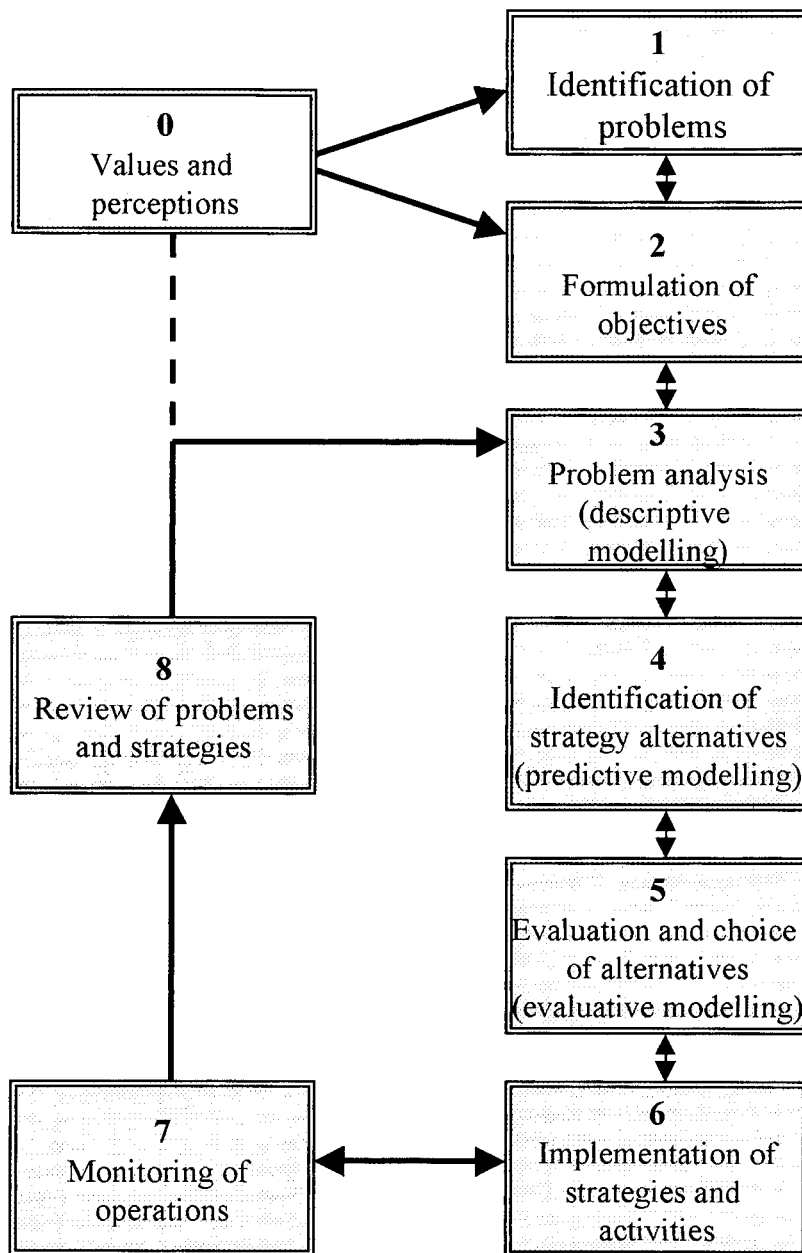 0
Values and
perceptions
1
Identification of
problems
2
Formulation of
objectives
3
Problem analysis
(descriptive
modelling)
4
Identification of
strategy alternatives
(predictive modelling)
5
Evaluation and choice
of alternatives
(evaluative modelling)
6
Implementation of
strategies and
activities
7
Monitoring of
operations
8
Review of problems
and strategies